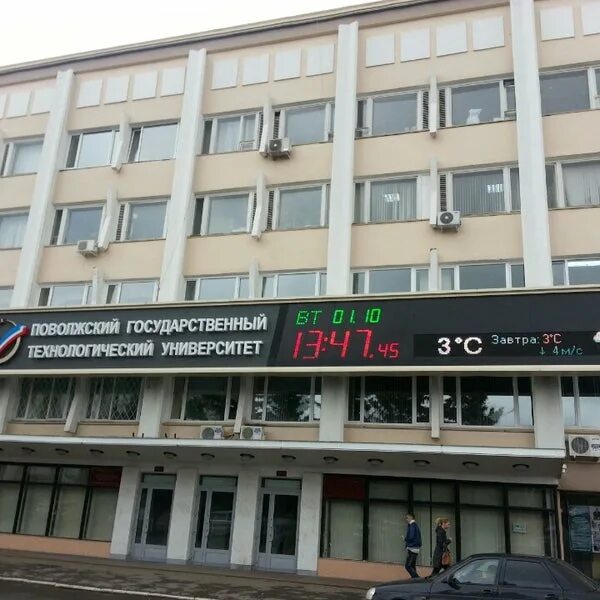 ПОВОЛЖСКИЙ ГОСУДАРСТВЕННЫЙ
ТЕХНОЛОГИЧЕСКИЙ УНИВЕРСИТЕТ
ВТ 01.10
13:47.45
3°C
Завтра: 3°C
↓ 4м/с